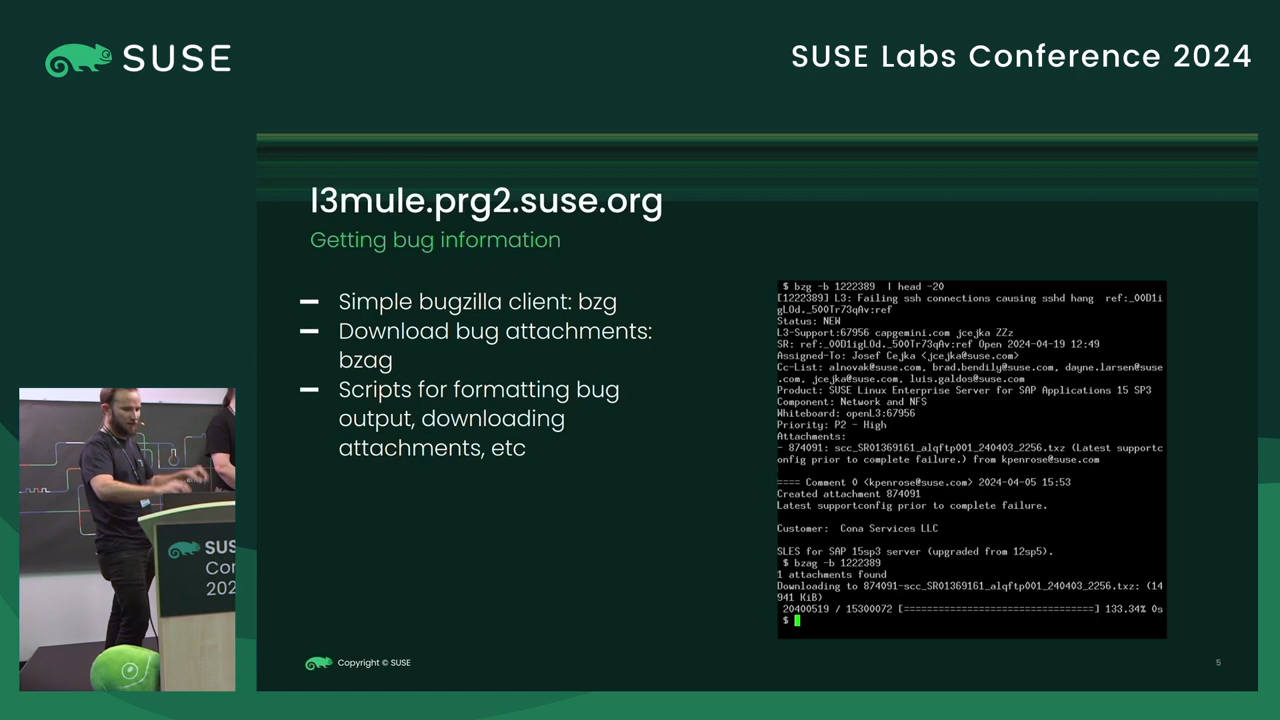 SUSE
SUSE Labs Conference 2024
l3mule.prg2.suse.org
Getting bug information
Simple bugzilla client: bzg
Download bug attachments:
bzag
Scripts for formatting bug
output, downloading
attachments, etc
$ bzg -b 1222389  | head -20
[1222389] L3: Failing ssh connections causing sshd hang  ref:_00D1i
gLOd._500Tr73qAv:ref
Status: NEW
L3-Support:67956 capgemini.com jcejka ZZz
SR: ref:_00D1igLOd._500Tr73qAv:ref Open 2024-04-19 12:49
Assigned-To: Josef Cejka <jcejka@suse.com>
Cc-List: alnovak@suse.com, brad.bendily@suse.com, dayne.larsen@suse
.com, jcejka@suse.com, luis.galdos@suse.com
Product: SUSE Linux Enterprise Server for SAP Applications 15 SP3
Component: Network and NFS
Whiteboard: openL3:67956
Priority: P2 - High
Attachments:
- 874091: scc_SR01369161_alqftp001_240403_2256.txz (Latest supportc
onfig prior to complete failure.) from kpenrose@suse.com
==== Comment 0 <kpenrose@suse.com> 2024-04-05 15:53
Created attachment 874091
Latest supportconfig prior to complete failure.
Customer:  Cona Services LLC
SLES for SAP 15sp3 server (upgraded from 12sp5).
$ bzag -b 1222389
1 attachments found
Downloading to 874091-scc_SR01369161_alqftp001_240403_2256.txz: (14
941 KiB)
20400519 / 15300072 [=================================] 133.34% 0s
$
SUS
Con
202
Copyright © SUSE
5